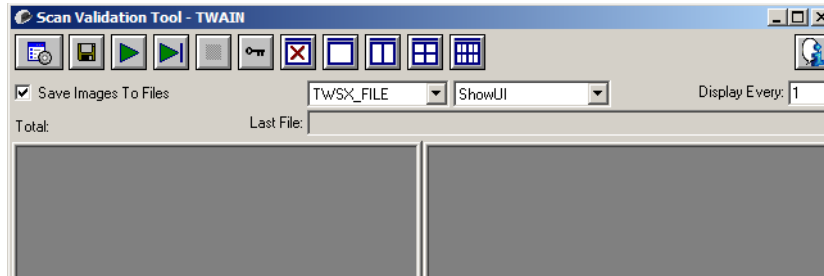 Scan Validation Tool - TWAIN
Save Images To Files
TWSX_FILE
ShowUI
Display Every: 1
Total:
Last File: